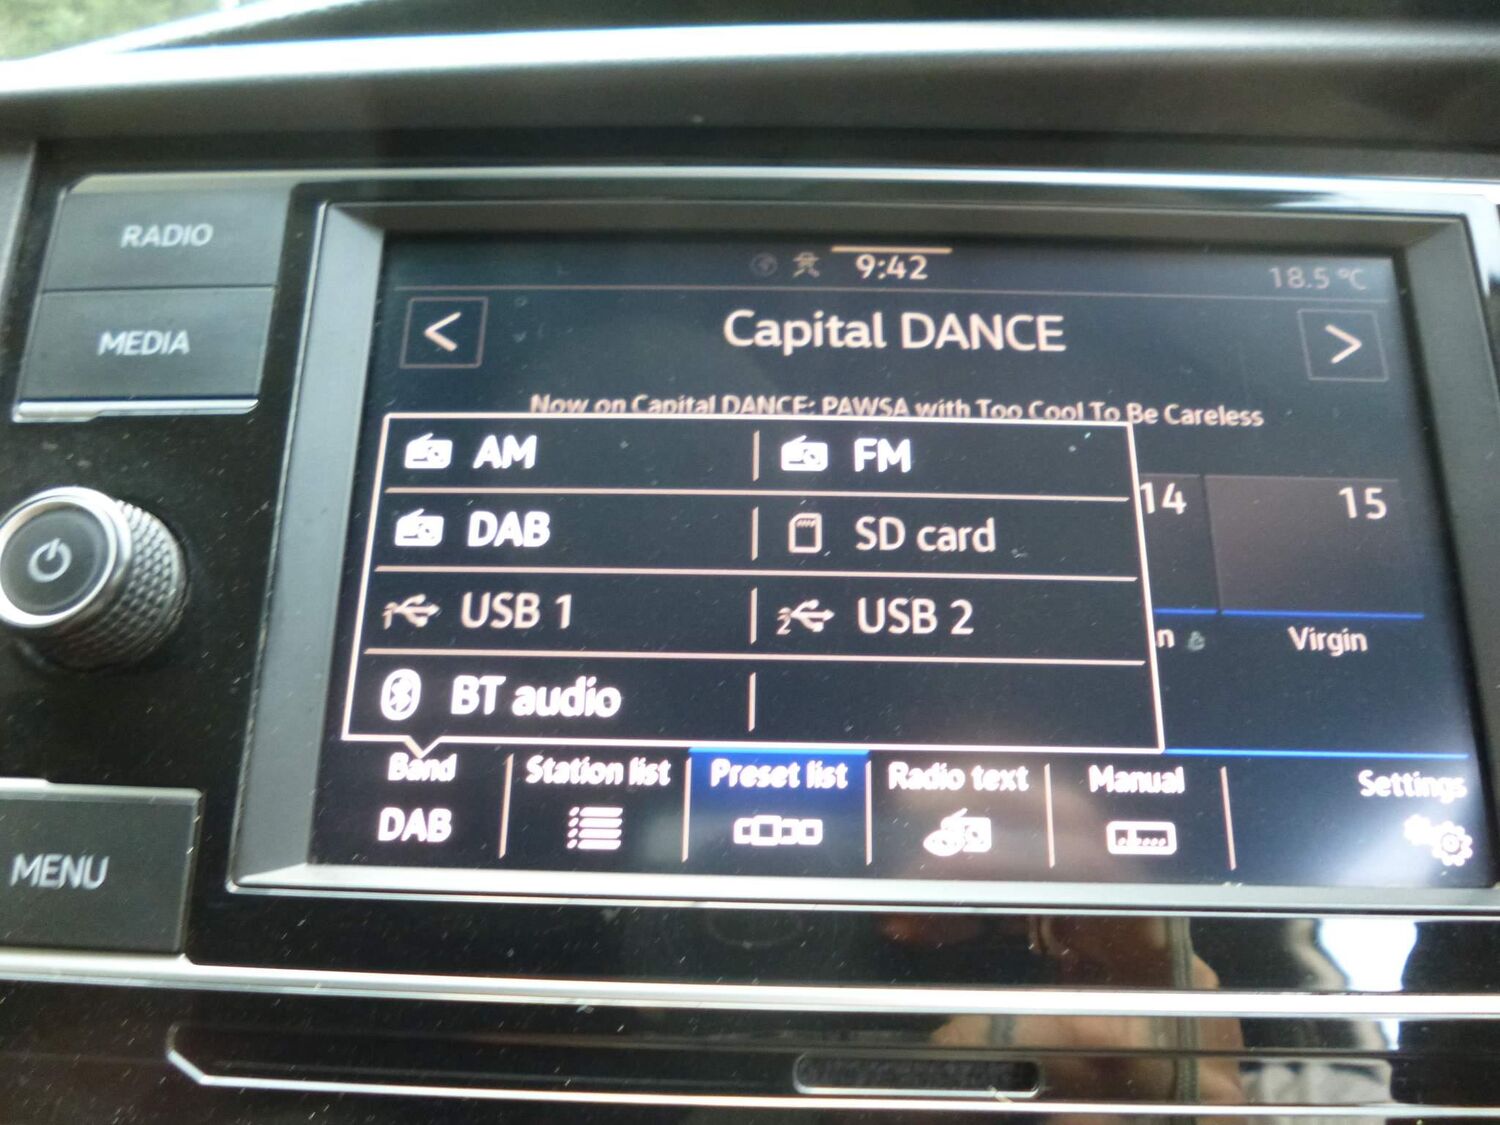 RADIO
MEDIA
MENU
9:42
18.5 °C
< Capital DANCE >
Now on Capital DANCE: PAWSA with Too Cool To Be Careless
AM FM
DAB SD card
1 USB 1 2 USB 2
BT audio
14 15
n Virgin
Band Station list Preset list Radio text Manual Settings
DAB